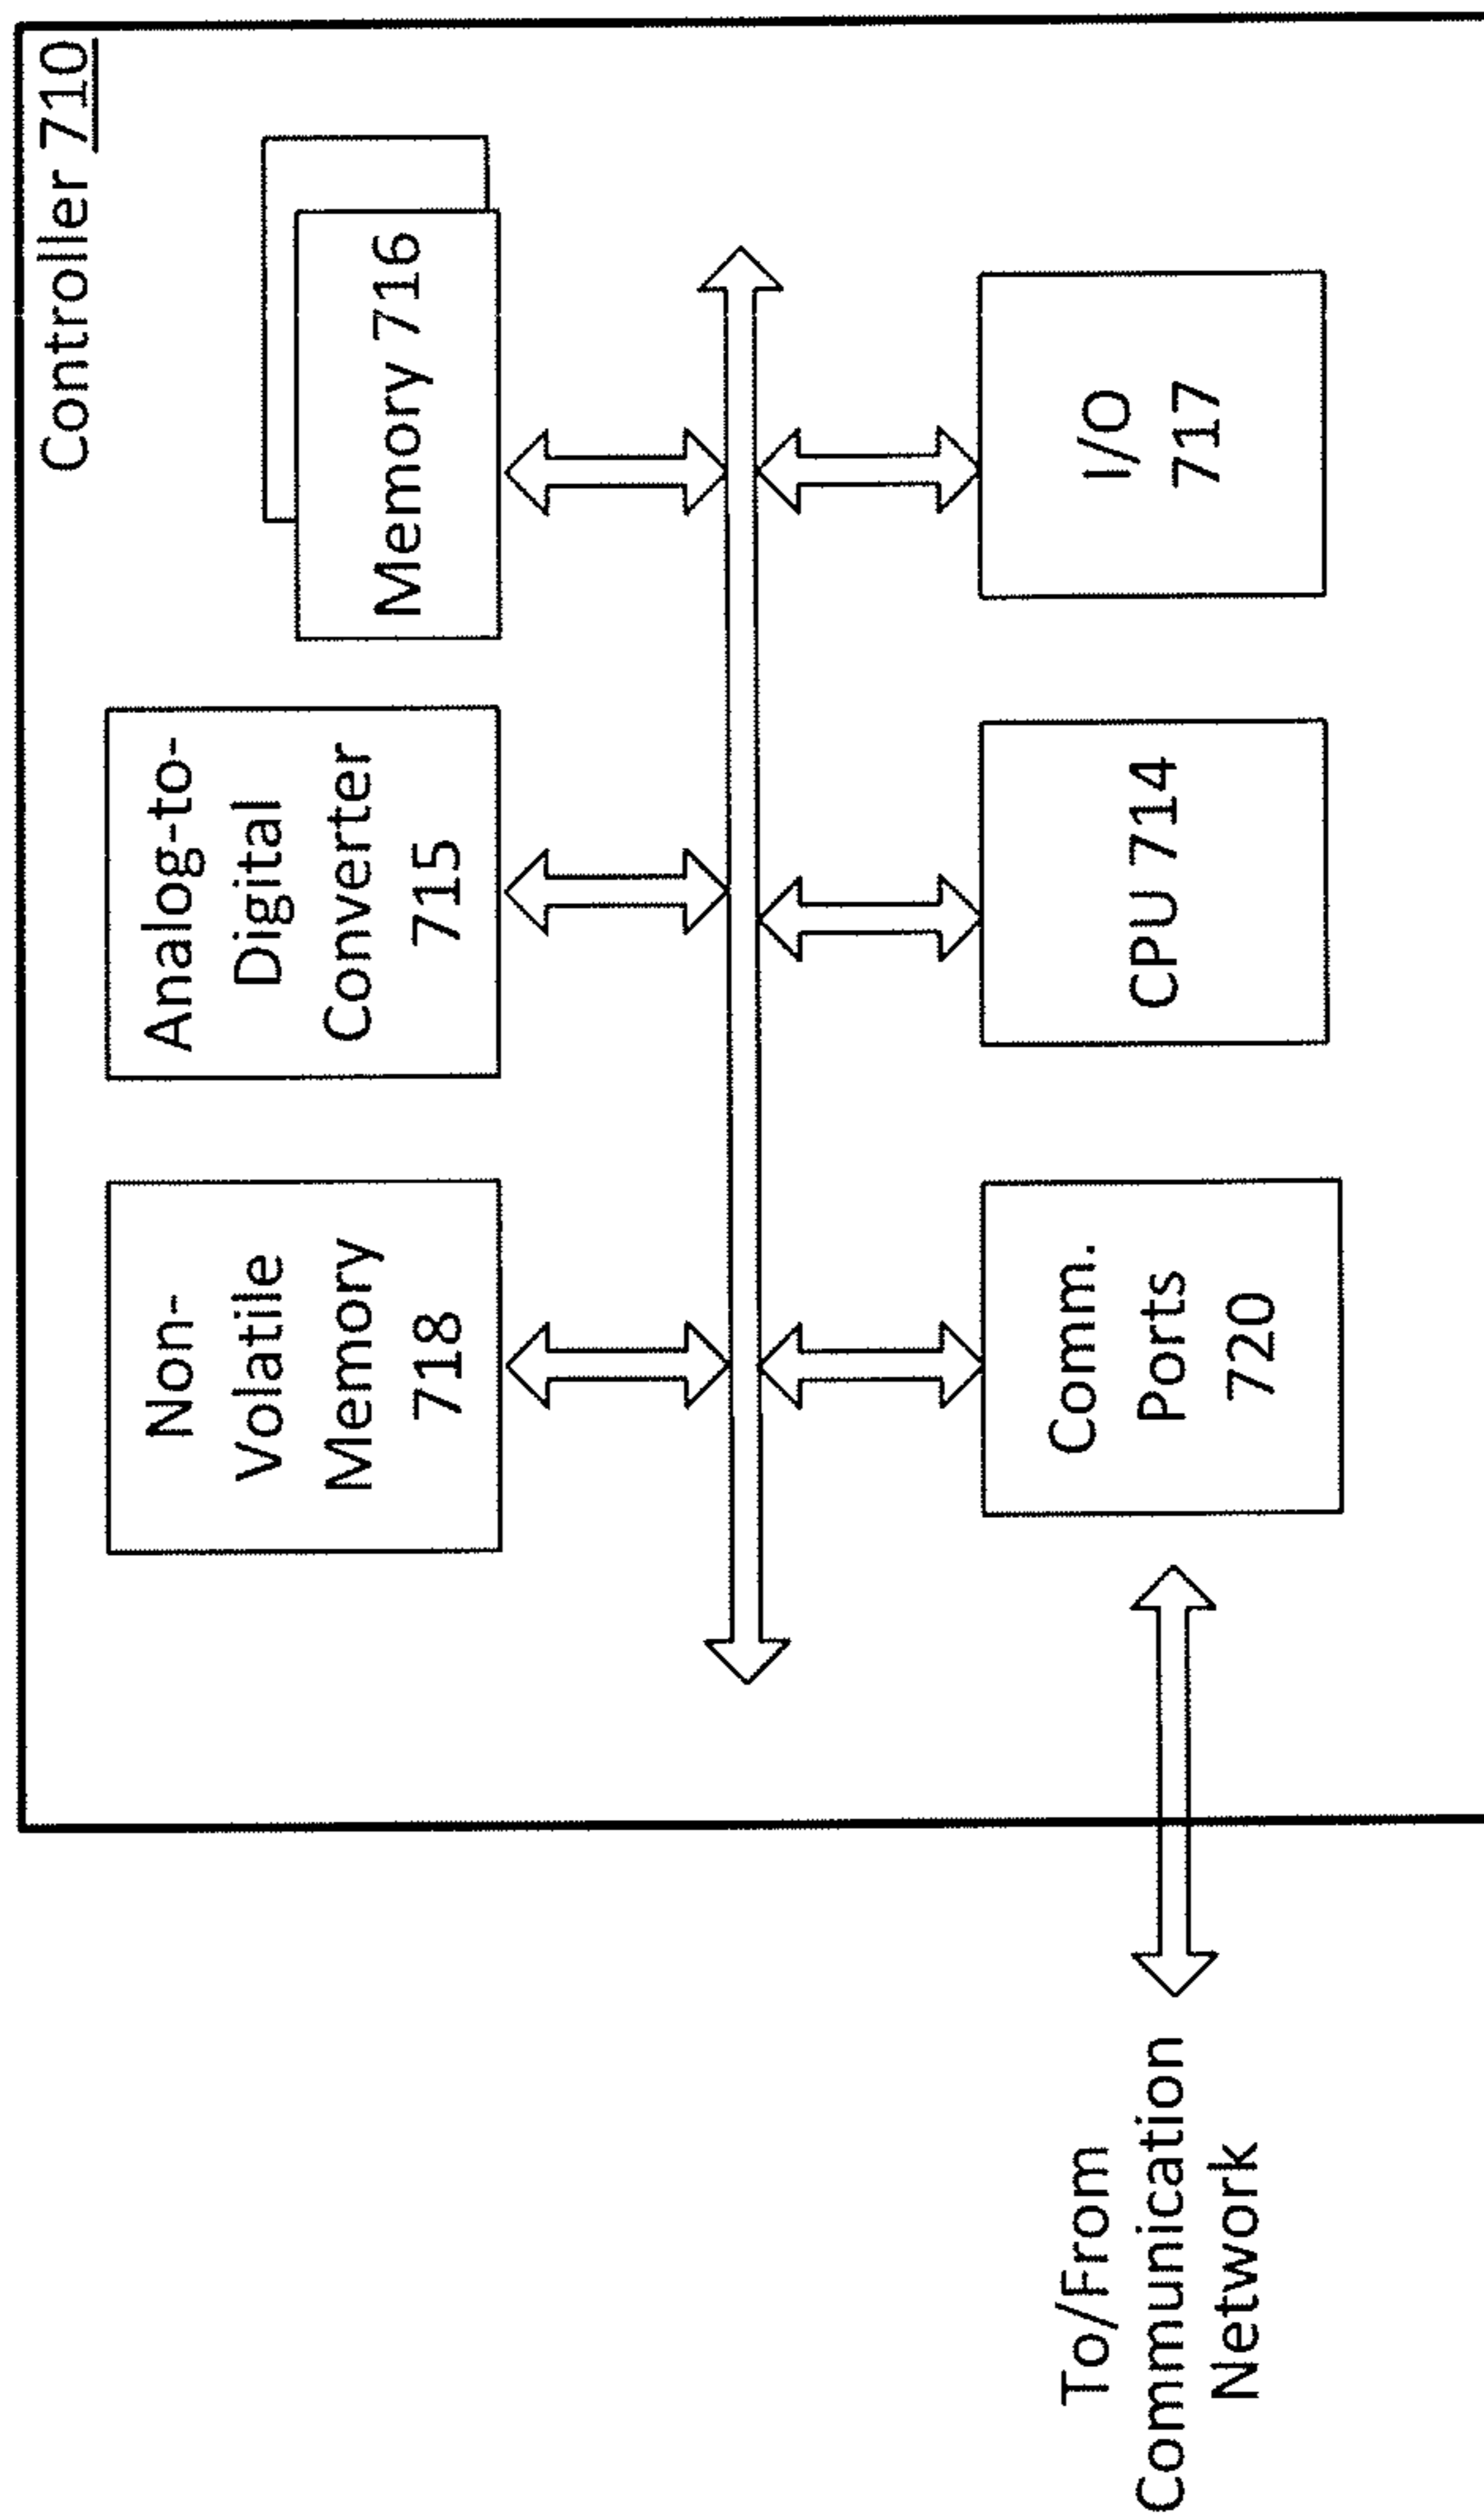 Controller 710
Non-
Volatile
Memory
718
Analog-to-
Digital
Converter
715
Memory 716
Comm.
Ports
720
CPU 714
I/O
717
To/From
Communication
Network